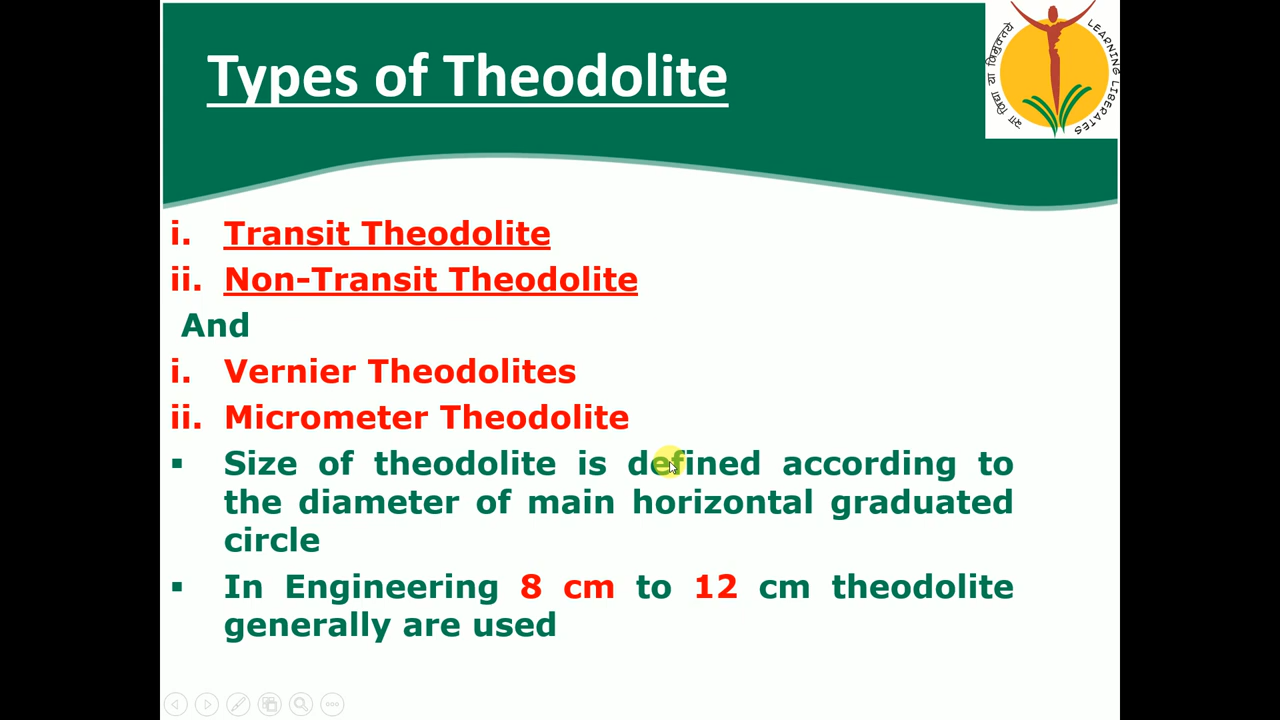 Types of Theodolite
सा विद्या या विमुक्तये
LEARNING LIBERATES
i. Transit Theodolite
ii. Non-Transit Theodolite
And
i. Vernier Theodolites
ii. Micrometer Theodolite
▪ Size of theodolite is defined according to
the diameter of main horizontal graduated
circle
▪ In Engineering 8 cm to 12 cm theodolite
generally are used